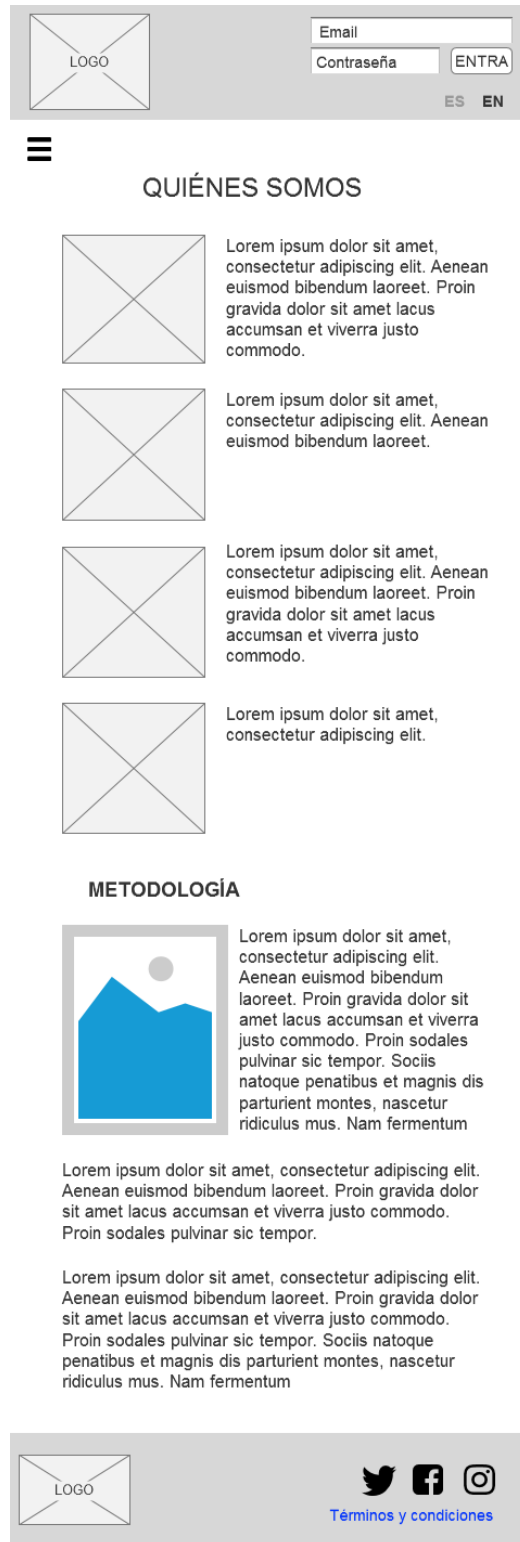 LOGO
Email
Contraseña
ENTRA
ES EN
QUIÉNES SOMOS
Lorem ipsum dolor sit amet,
consectetur adipiscing elit. Aenean
euismod bibendum laoreet. Proin
gravida dolor sit amet lacus
accumsan et viverra justo
commodo.
Lorem ipsum dolor sit amet,
consectetur adipiscing elit. Aenean
euismod bibendum laoreet.
Lorem ipsum dolor sit amet,
consectetur adipiscing elit. Aenean
euismod bibendum laoreet. Proin
gravida dolor sit amet lacus
accumsan et viverra justo
commodo.
Lorem ipsum dolor sit amet,
consectetur adipiscing elit.
METODOLOGÍA
Lorem ipsum dolor sit amet,
consectetur adipiscing elit.
Aenean euismod bibendum
laoreet. Proin gravida dolor sit
amet lacus accumsan et viverra
justo commodo. Proin sodales
pulvinar sic tempor. Sociis
natoque penatibus et magnis dis
parturient montes, nascetur
ridiculus mus. Nam fermentum
Lorem ipsum dolor sit amet, consectetur adipiscing elit.
Aenean euismod bibendum laoreet. Proin gravida dolor
sit amet lacus accumsan et viverra justo commodo.
Proin sodales pulvinar sic tempor.
Lorem ipsum dolor sit amet, consectetur adipiscing elit.
Aenean euismod bibendum laoreet. Proin gravida dolor
sit amet lacus accumsan et viverra justo commodo.
Proin sodales pulvinar sic tempor. Sociis natoque
penatibus et magnis dis parturient montes, nascetur
ridiculus mus. Nam fermentum
LOGO
Términos y condiciones